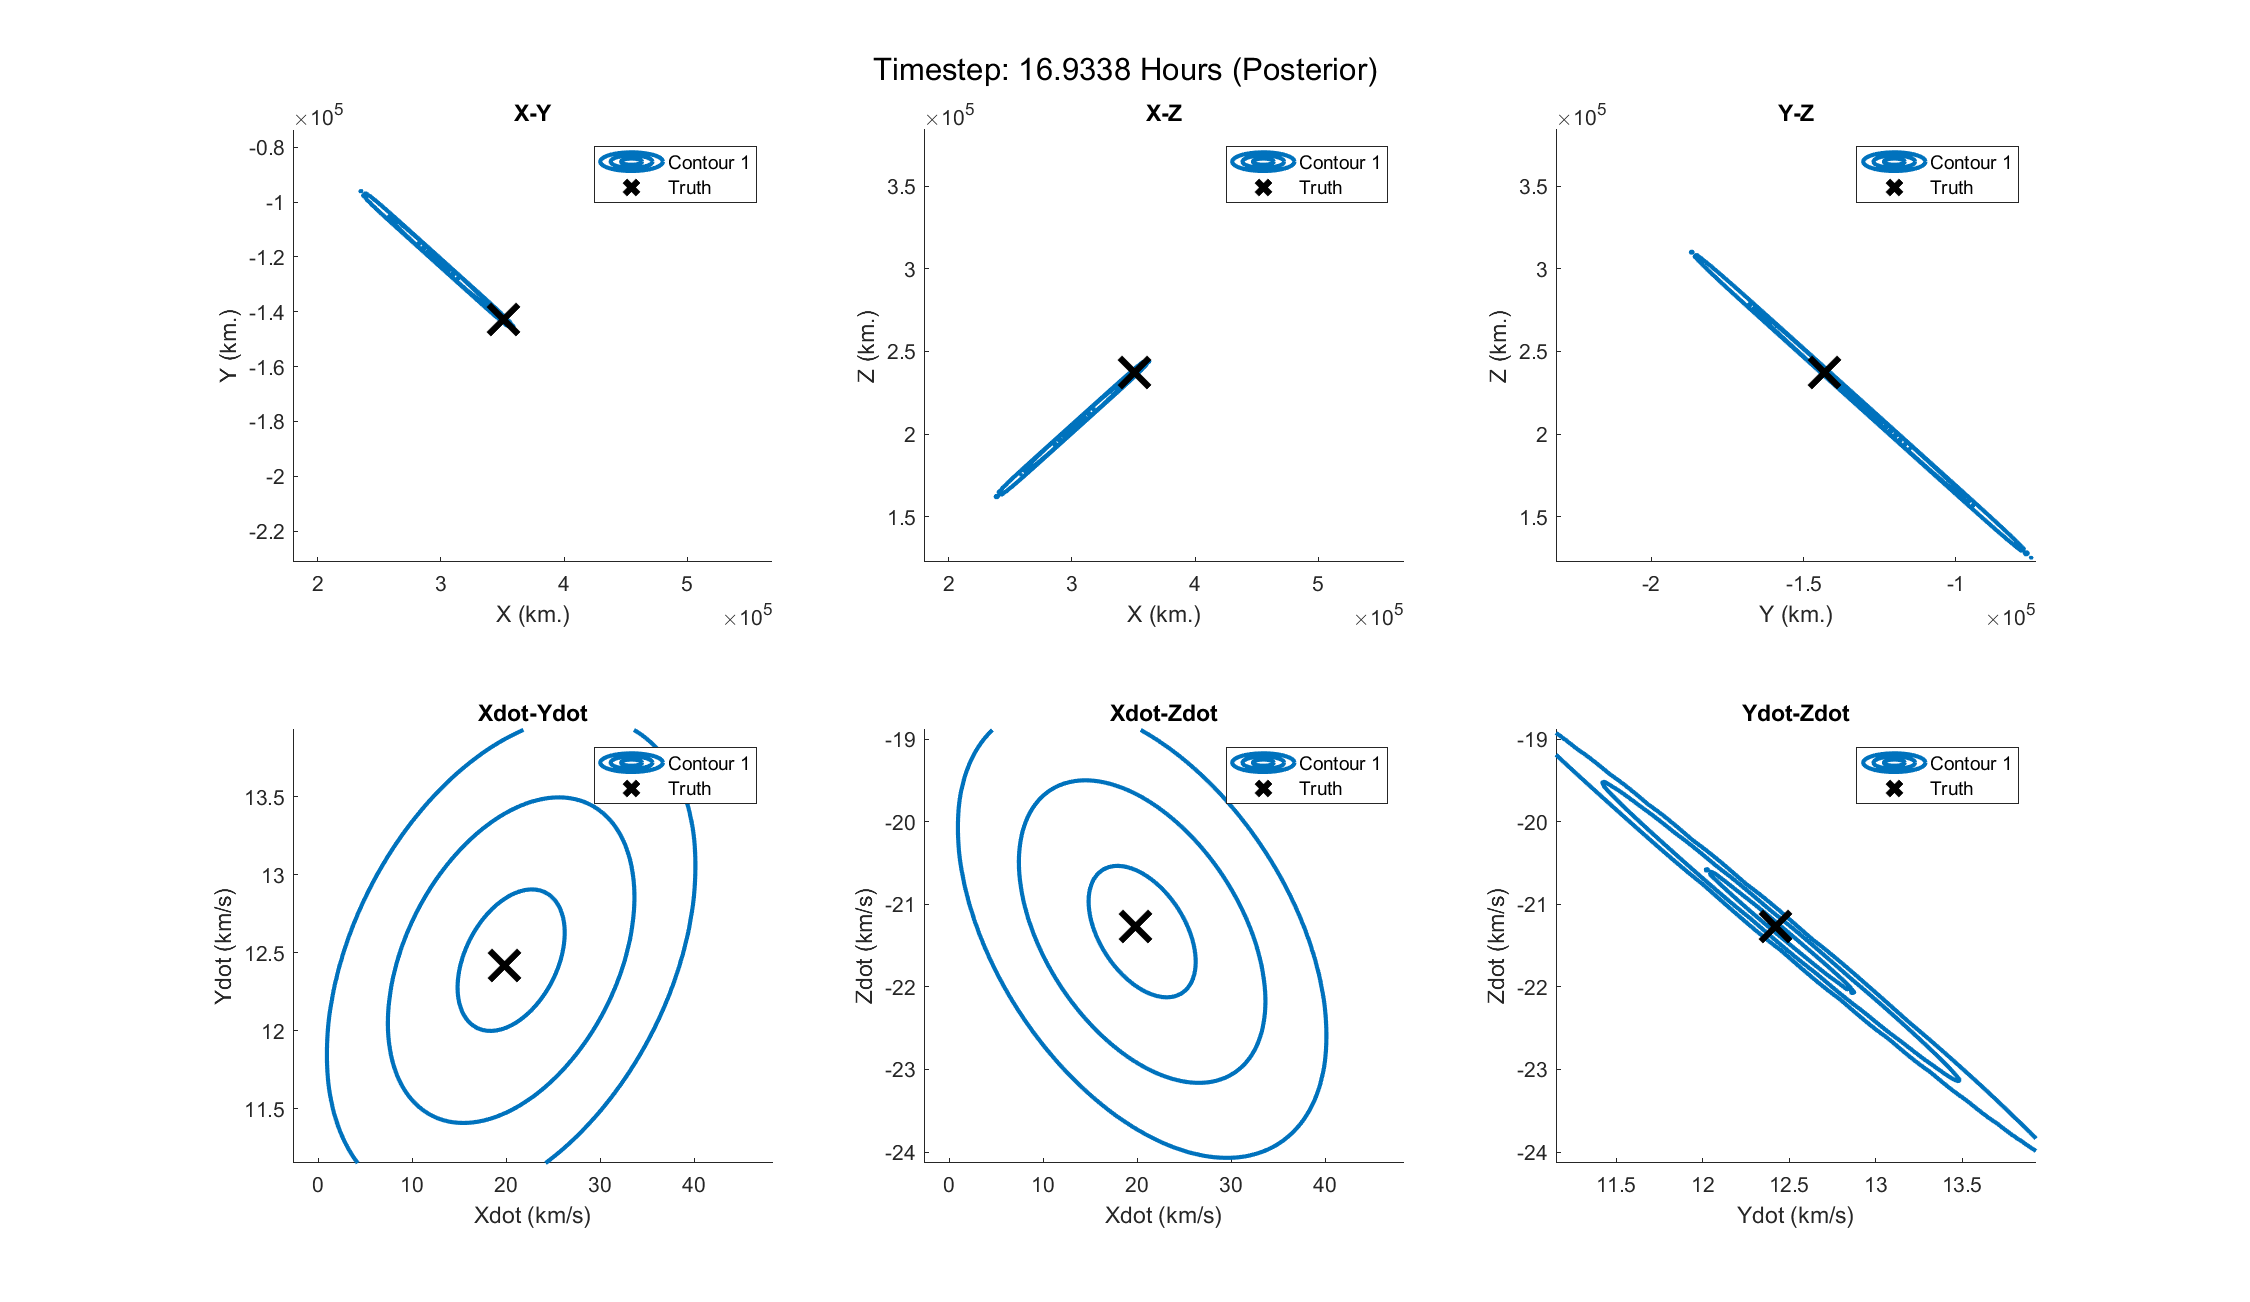 Timestep: 16.9338 Hours (Posterior)
X-Y
×10^5
-0.8
-1
-1.2
-1.4
-1.6
-1.8
-2
-2.2
Y (km.)
2 3 4 5
X (km.)
×10^5
Contour 1
Truth
X-Z
×10^5
3.5
3
2.5
2
1.5
Z (km.)
2 3 4 5
X (km.)
×10^5
Contour 1
Truth
Y-Z
×10^5
3.5
3
2.5
2
1.5
Z (km.)
-2 -1.5 -1
Y (km.)
×10^5
Contour 1
Truth
Xdot-Ydot
13.5
13
12.5
12
11.5
Ydot (km/s)
0 10 20 30 40
Xdot (km/s)
Contour 1
Truth
Xdot-Zdot
-19
-20
-21
-22
-23
-24
Zdot (km/s)
0 10 20 30 40
Xdot (km/s)
Contour 1
Truth
Ydot-Zdot
-19
-20
-21
-22
-23
-24
Zdot (km/s)
11.5 12 12.5 13 13.5
Ydot (km/s)
Contour 1
Truth